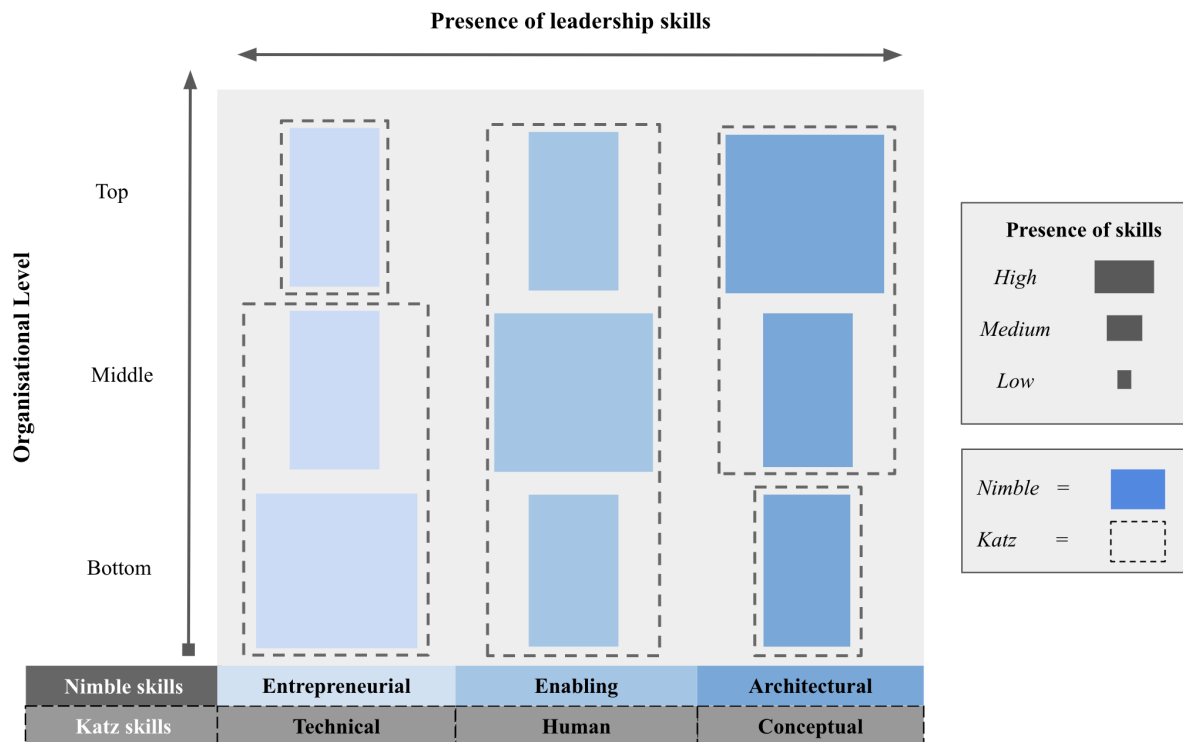 Presence of leadership skills
Organisational Level
Top
Middle
Bottom
Presence of skills
High
Medium
Low
Nimble =
Katz =
Nimble skills Entrepreneurial Enabling Architectural
Katz skills Technical Human Conceptual